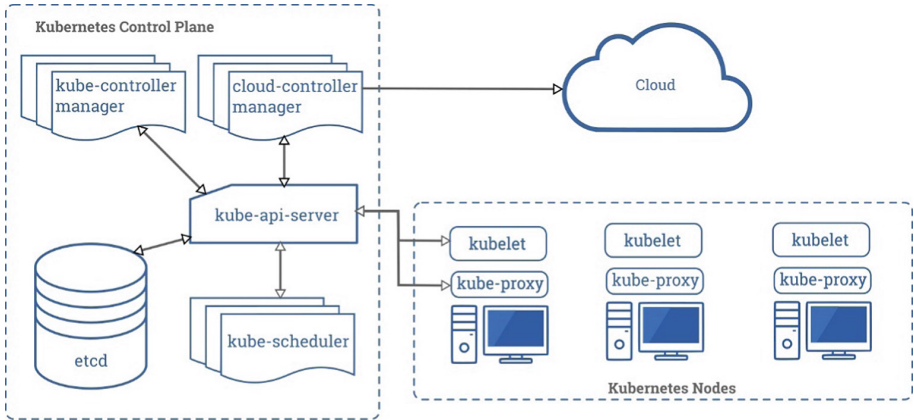 Kubernetes Control Plane
kube-controller
manager
cloud-controller
manager
Cloud
kube-api-server
kubelet
kubelet
kubelet
kube-proxy
kube-proxy
kube-proxy
etcd
kube-scheduler
Kubernetes Nodes